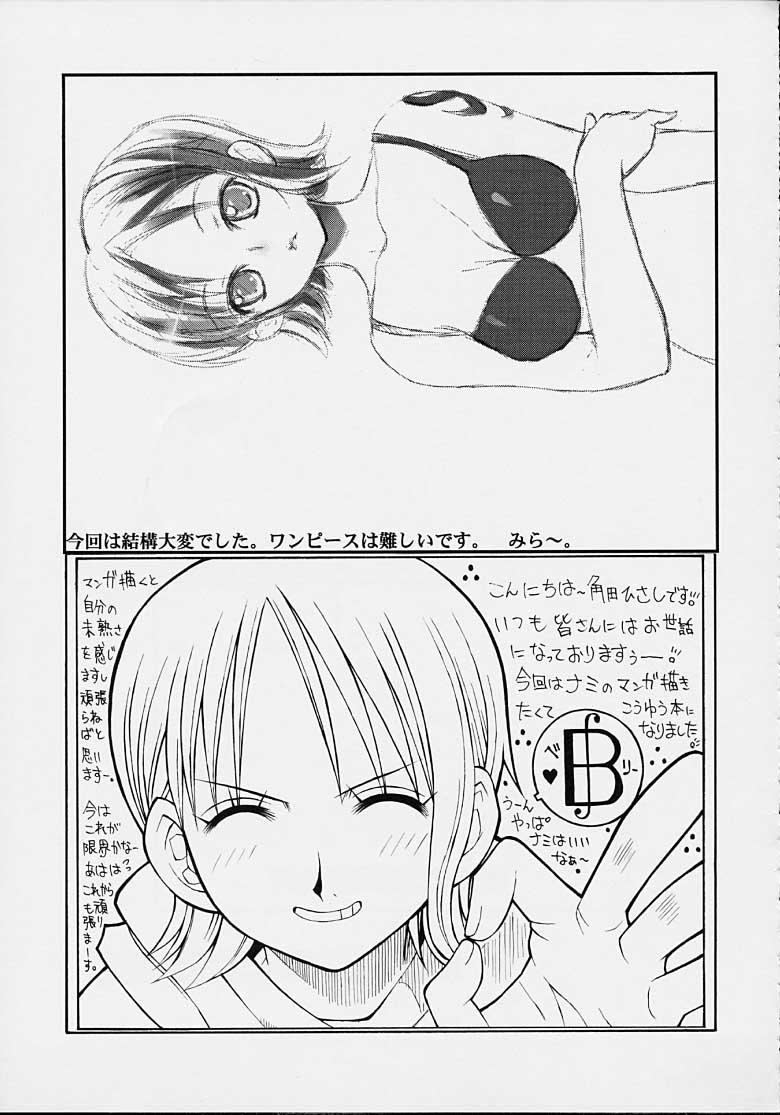 今回は結構大変でした。ワンピースは難しいです。　みら～。
こんにちは～角田ひさしです!!
いつも皆さんにはお世話
になっておりますぅー!!
今回はナミのマンガ描き
たくて　こうゆう本に
なりました!!
ベ
B
リー
うーん
やっぱ
ナミはいい
なぁ～
マンガ描くと
自分の
未熟さ
を感じ
ますし
頑張
らねば
ばと
思い
ますー。
今は
これが
限界かな～
あはは?っ
これから
も頑
張り
まーす。